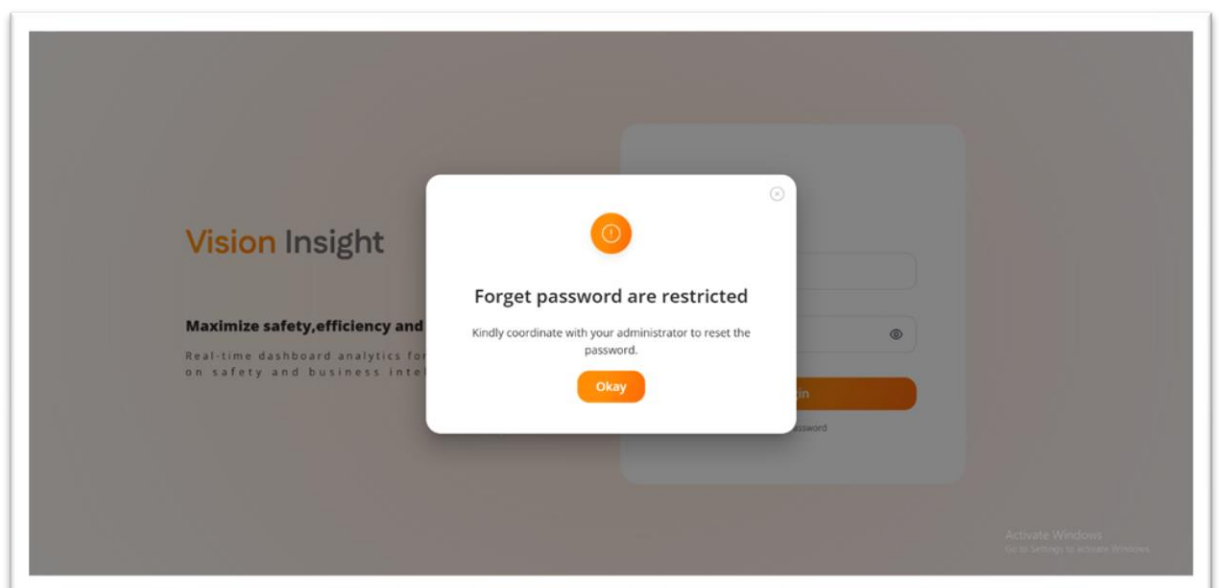 Vision Insight
Maximize safety,efficiency and
Real-time dashboard analytics for
on safety and business
Forget password are restricted
Kindly coordinate with your administrator to reset the
password.
Okay
Activate Windows
Go to Settings to activate Windows.